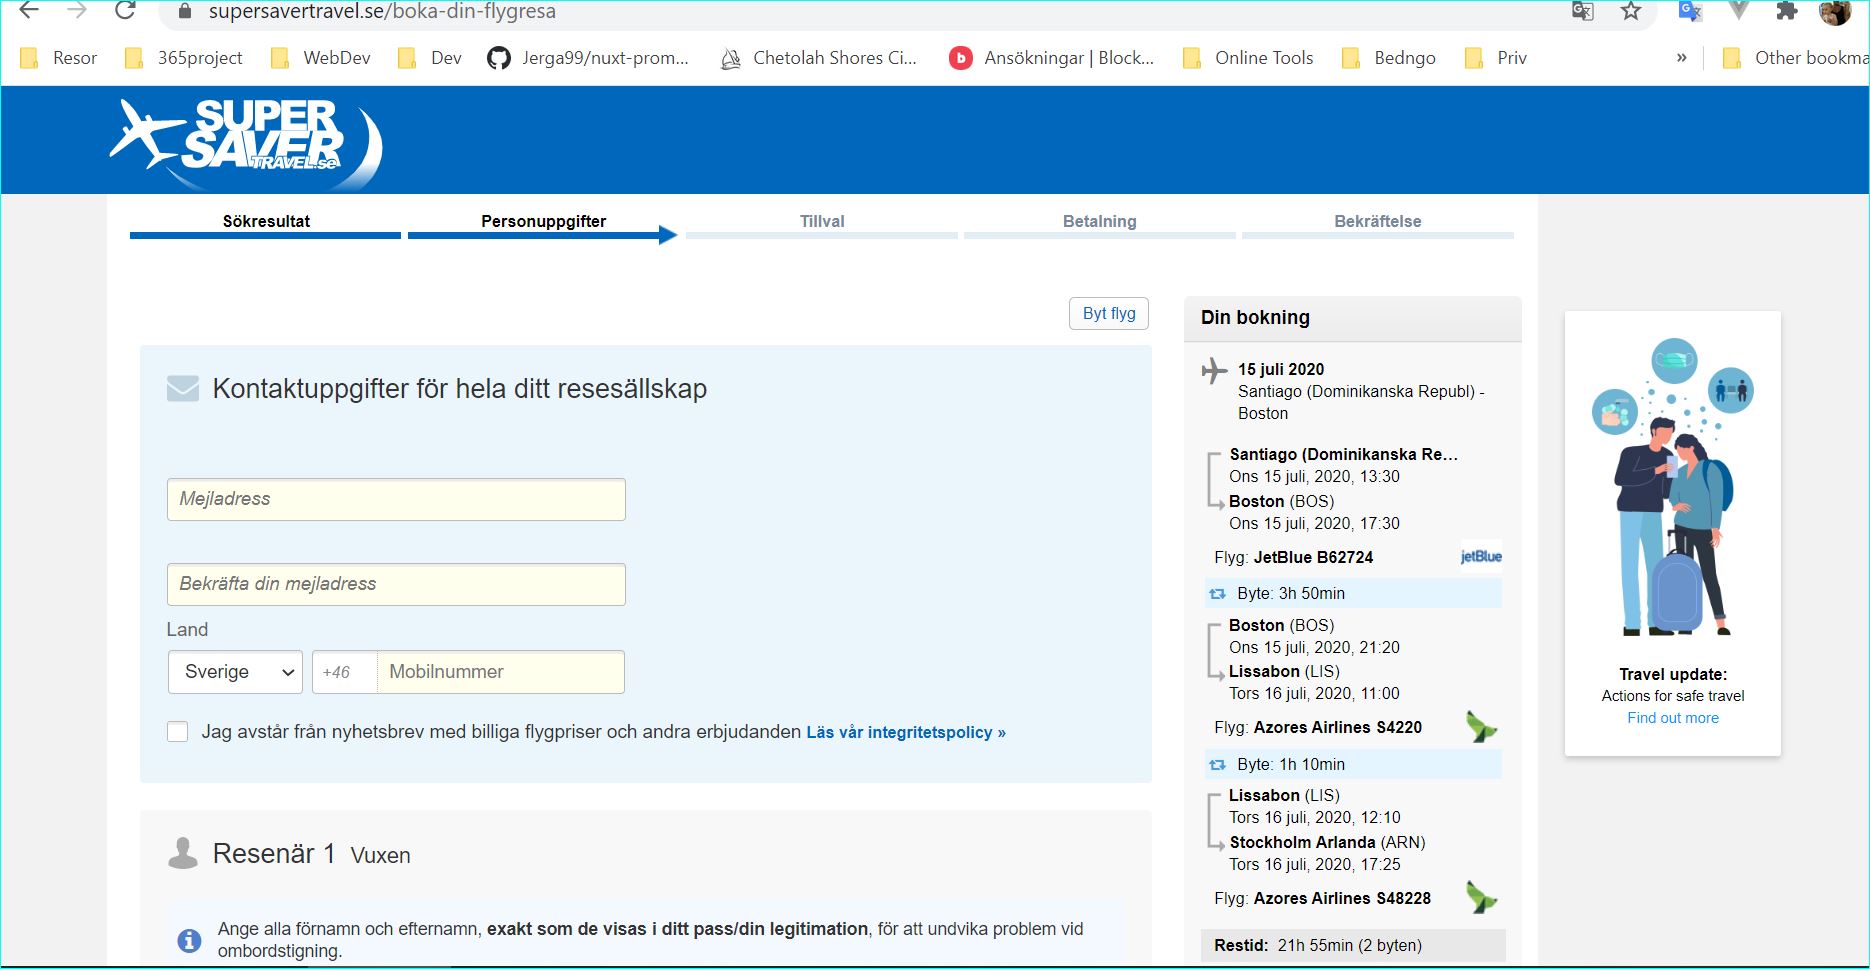 supersavertravel.se/boka-din-flygresa
Resor
365project
WebDev
Dev
Jerga99/nuxt-prom...
Chetolah Shores Ci...
Ansökningar | Block...
Online Tools
Bedngo
Priv
»
Other bookma
SUPER
SAVER
TRAVEL.se
Sökresultat
Personuppgifter
Tillval
Betalning
Bekräftelse
Byt flyg
Kontaktuppgifter för hela ditt resesällskap
Mejladress
Bekräfta din mejladress
Land
Sverige
+46
Mobilnummer
Jag avstår från nyhetsbrev med billiga flygpriser och andra erbjudanden Läs vår integritetspolicy »
Resenär 1 Vuxen
Ange alla förnamn och efternamn, exakt som de visas i ditt pass/din legitimation, för att undvika problem vid
ombordstigning.
Din bokning
15 juli 2020
Santiago (Dominikanska Republ) -
Boston
Santiago (Dominikanska Re...
Ons 15 juli, 2020, 13:30
Boston (BOS)
Ons 15 juli, 2020, 17:30
Flyg: JetBlue B62724
jetBlue
Byte: 3h 50min
Boston (BOS)
Ons 15 juli, 2020, 21:20
Lissabon (LIS)
Tors 16 juli, 2020, 11:00
Flyg: Azores Airlines S4220
Byte: 1h 10min
Lissabon (LIS)
Tors 16 juli, 2020, 12:10
Stockholm Arlanda (ARN)
Tors 16 juli, 2020, 17:25
Flyg: Azores Airlines S48228
Restid: 21h 55min (2 byten)
Travel update:
Actions for safe travel
Find out more